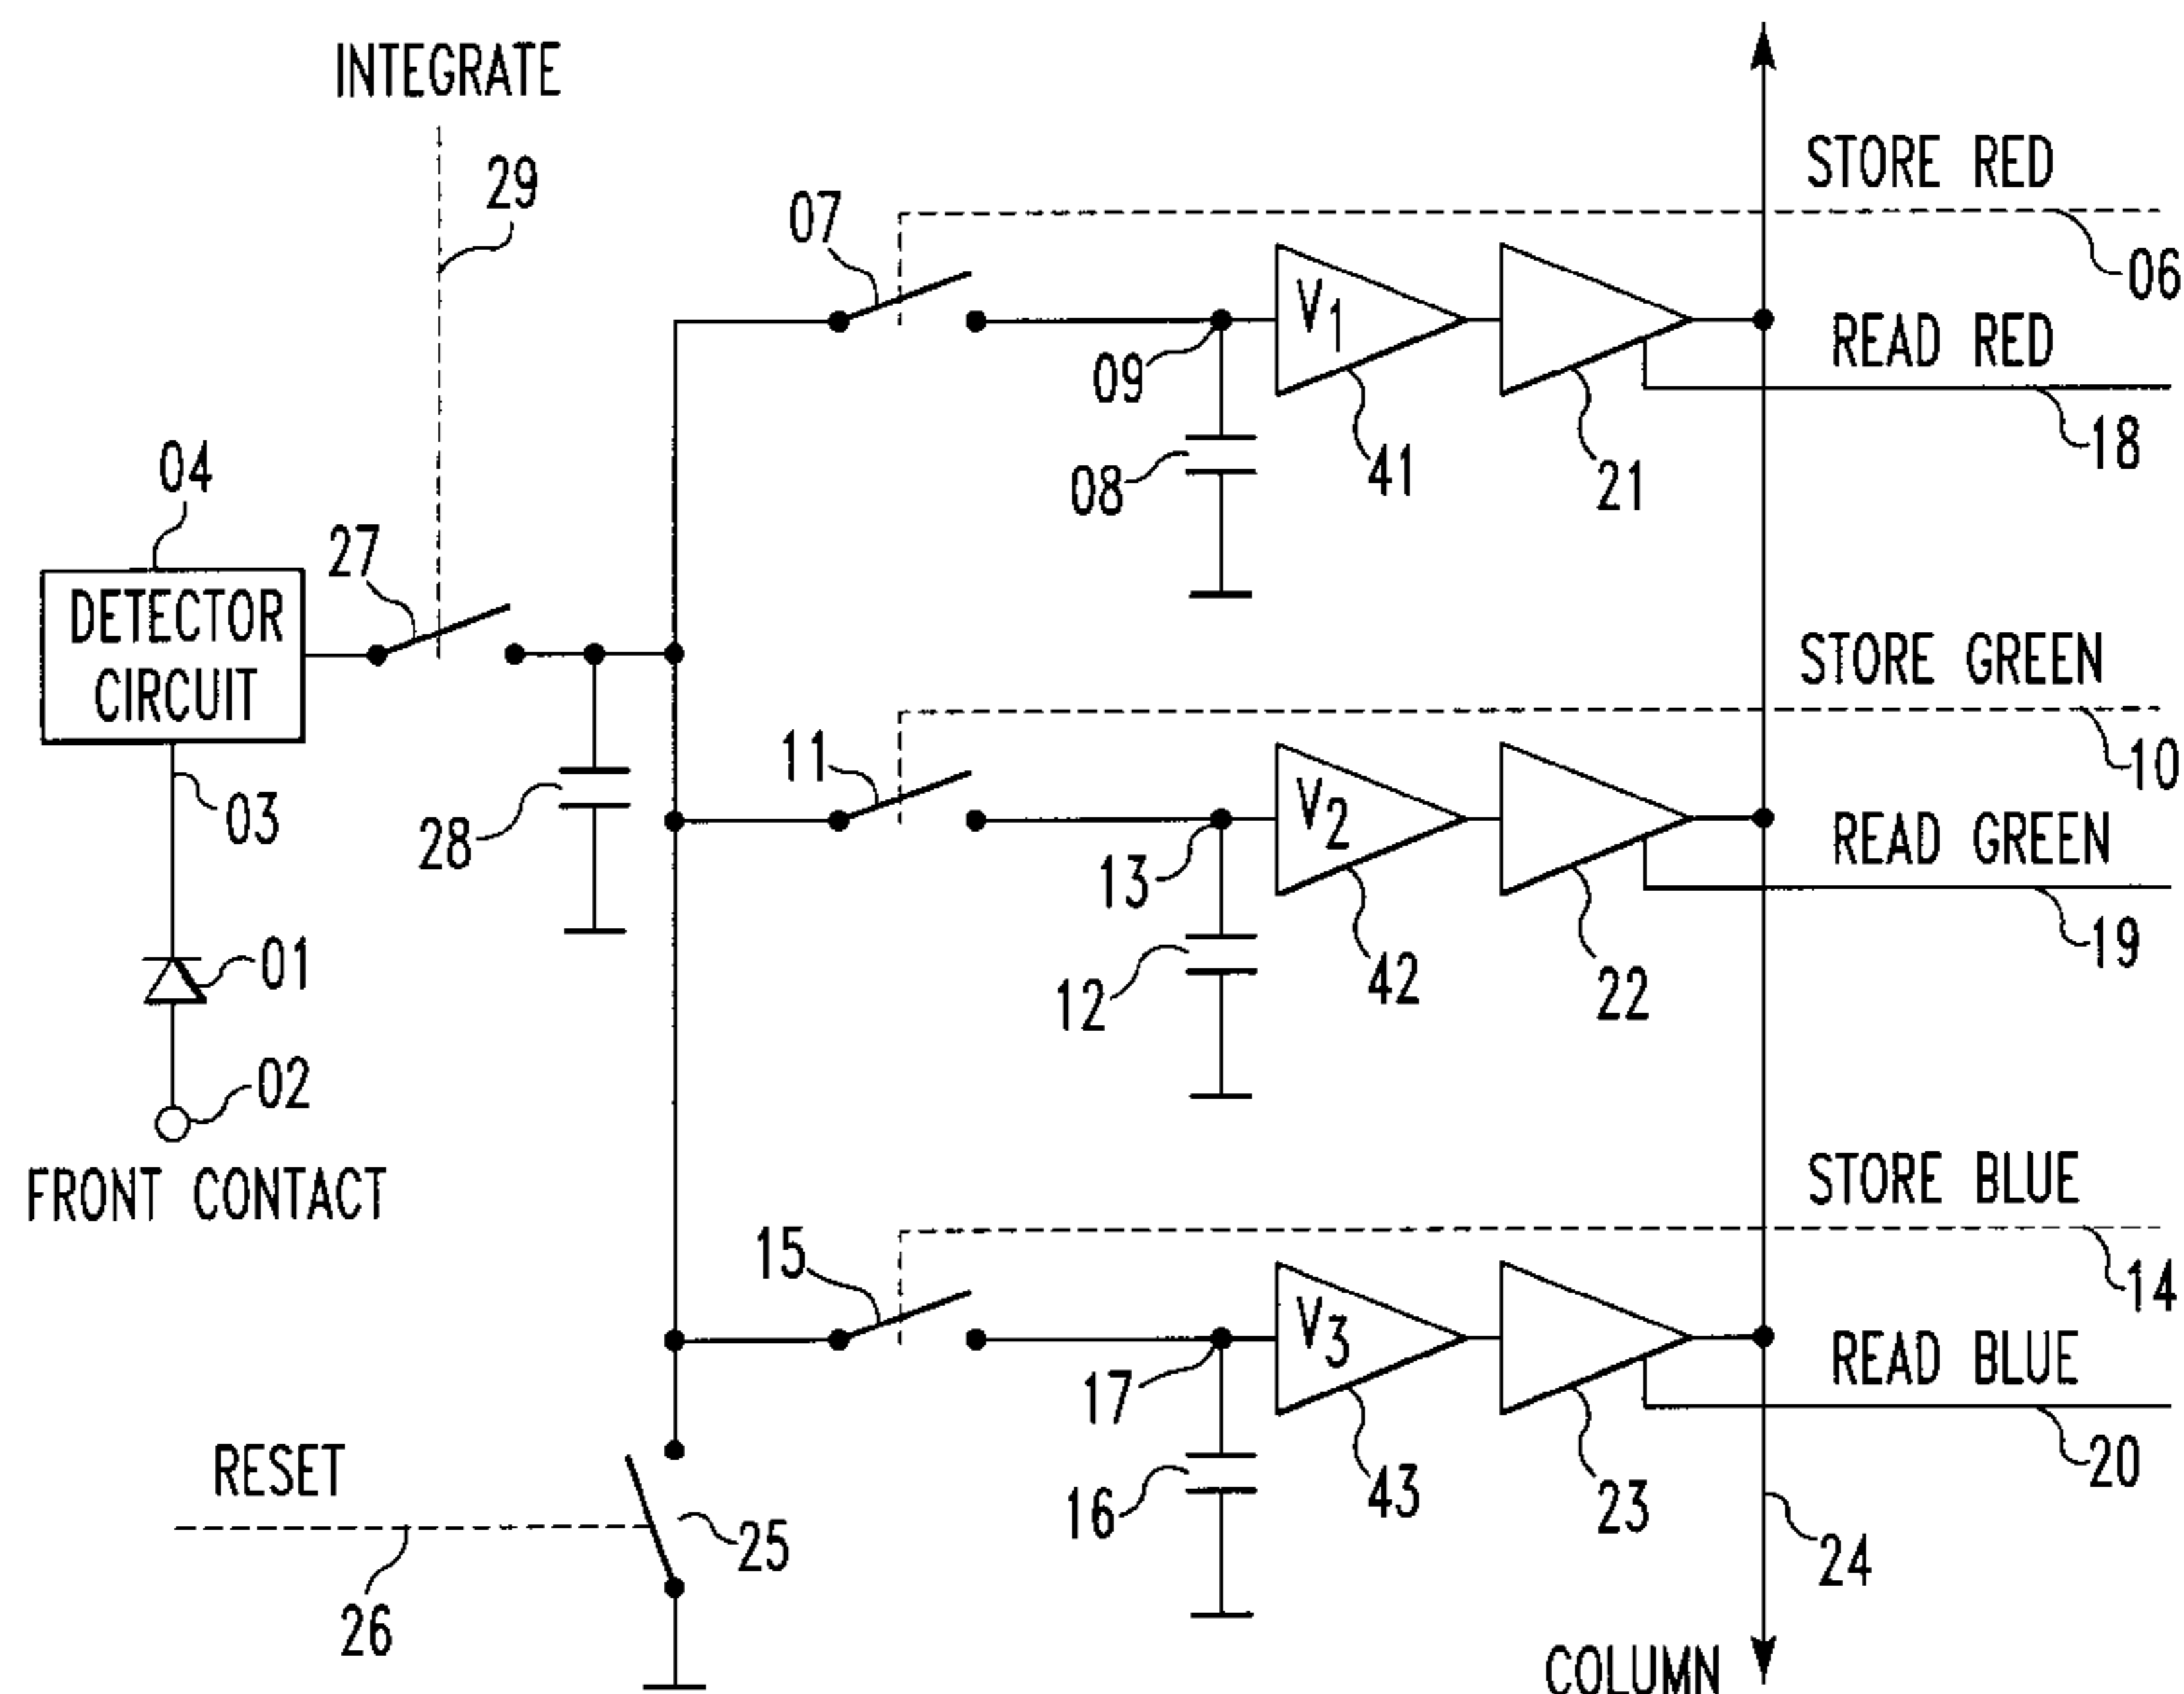 INTEGRATE
29
STORE RED
07
06
V1
READ RED
09
18
08
41
21
04
27
DETECTOR
CIRCUIT
STORE GREEN
10
11
V2
READ GREEN
03
28
13
19
01
12
42
22
02
FRONT CONTACT
STORE BLUE
15
14
V3
READ BLUE
17
20
RESET
16
43
23
25
24
26
COLUMN